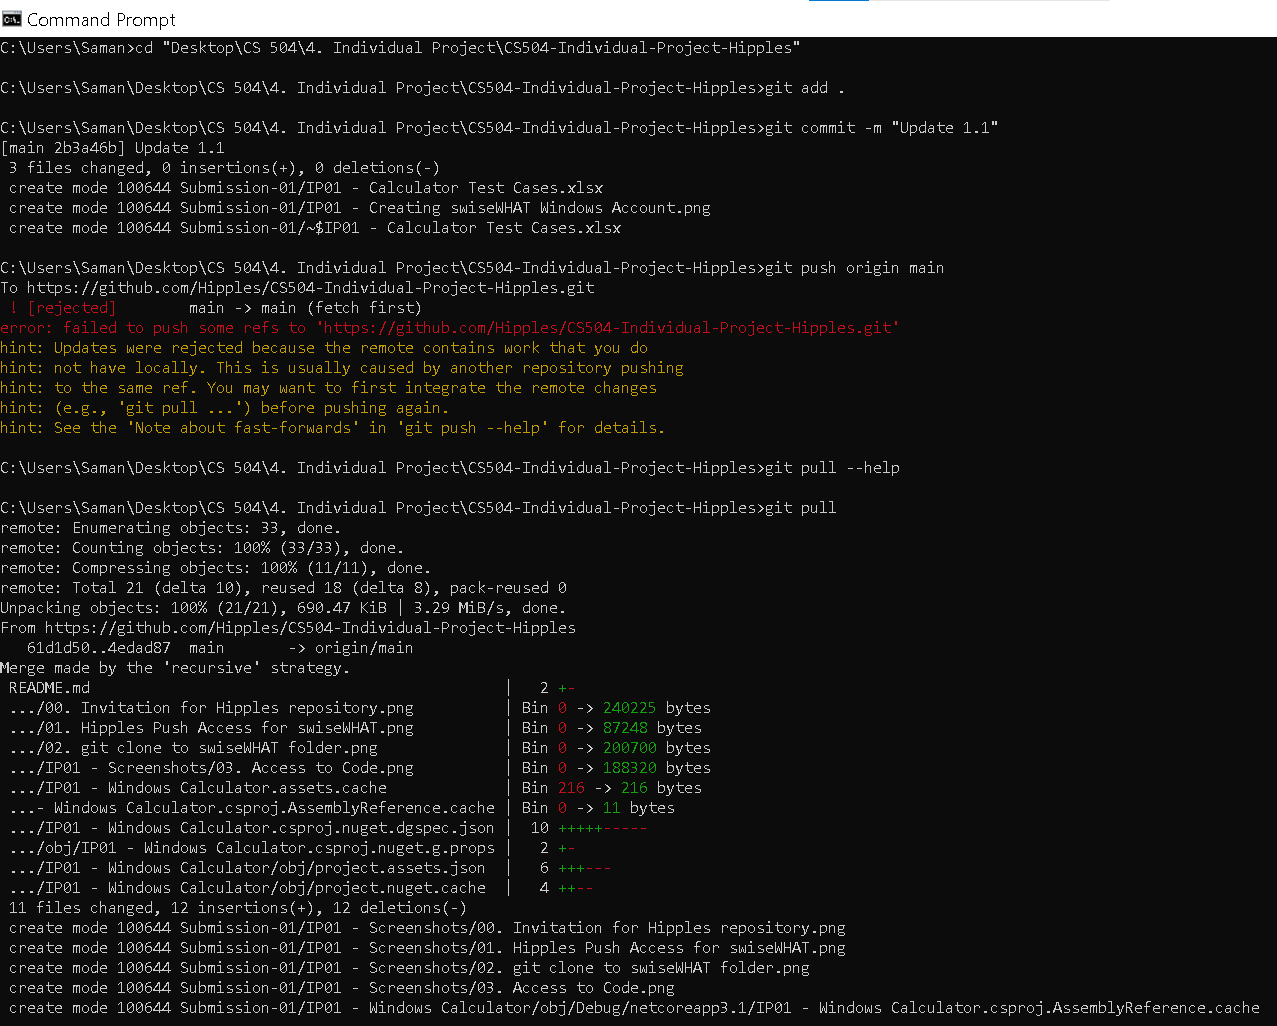 Command Prompt
C:\Users\Saman>cd "Desktop\CS 504\4. Individual Project\CS504-Individual-Project-Hipples"
C:\Users\Saman\Desktop\CS 504\4. Individual Project\CS504-Individual-Project-Hipples>git add .
C:\Users\Saman\Desktop\CS 504\4. Individual Project\CS504-Individual-Project-Hipples>git commit -m "Update 1.1"
[main 2b3a46b] Update 1.1
 3 files changed, 0 insertions(+), 0 deletions(-)
 create mode 100644 Submission-01/IP01 - Calculator Test Cases.xlsx
 create mode 100644 Submission-01/IP01 - Creating swiseWHAT Windows Account.png
 create mode 100644 Submission-01/~$IP01 - Calculator Test Cases.xlsx
C:\Users\Saman\Desktop\CS 504\4. Individual Project\CS504-Individual-Project-Hipples>git push origin main
To https://github.com/Hipples/CS504-Individual-Project-Hipples.git
 ! [rejected]        main -> main (fetch first)
error: failed to push some refs to 'https://github.com/Hipples/CS504-Individual-Project-Hipples.git'
hint: Updates were rejected because the remote contains work that you do
hint: not have locally. This is usually caused by another repository pushing
hint: to the same ref. You may want to first integrate the remote changes
hint: (e.g., 'git pull ...') before pushing again.
hint: See the 'Note about fast-forwards' in 'git push --help' for details.
C:\Users\Saman\Desktop\CS 504\4. Individual Project\CS504-Individual-Project-Hipples>git pull --help
C:\Users\Saman\Desktop\CS 504\4. Individual Project\CS504-Individual-Project-Hipples>git pull
remote: Enumerating objects: 33, done.
remote: Counting objects: 100% (33/33), done.
remote: Compressing objects: 100% (11/11), done.
remote: Total 21 (delta 10), reused 18 (delta 8), pack-reused 0
Unpacking objects: 100% (21/21), 690.47 KiB | 3.29 MiB/s, done.
From https://github.com/Hipples/CS504-Individual-Project-Hipples
   61d1d50..4edad87  main       -> origin/main
Merge made by the 'recursive' strategy.
 README.md                                              |   2 +-
 .../00. Invitation for Hipples repository.png          | Bin 0 -> 240225 bytes
 .../01. Hipples Push Access for swiseWHAT.png          | Bin 0 -> 87248 bytes
 .../02. git clone to swiseWHAT folder.png              | Bin 0 -> 200700 bytes
 .../IP01 - Screenshots/03. Access to Code.png          | Bin 0 -> 188320 bytes
 .../IP01 - Windows Calculator.assets.cache             | Bin 216 -> 216 bytes
 ...- Windows Calculator.csproj.AssemblyReference.cache | Bin 0 -> 11 bytes
 .../IP01 - Windows Calculator.csproj.nuget.dgspec.json |  10 +++++-----
 .../obj/IP01 - Windows Calculator.csproj.nuget.g.props |   2 +-
 .../IP01 - Windows Calculator/obj/project.assets.json  |   6 +++---
 .../IP01 - Windows Calculator/obj/project.nuget.cache  |   4 ++--
 11 files changed, 12 insertions(+), 12 deletions(-)
 create mode 100644 Submission-01/IP01 - Screenshots/00. Invitation for Hipples repository.png
 create mode 100644 Submission-01/IP01 - Screenshots/01. Hipples Push Access for swiseWHAT.png
 create mode 100644 Submission-01/IP01 - Screenshots/02. git clone to swiseWHAT folder.png
 create mode 100644 Submission-01/IP01 - Screenshots/03. Access to Code.png
 create mode 100644 Submission-01/IP01 - Windows Calculator/obj/Debug/netcoreapp3.1/IP01 - Windows Calculator.csproj.AssemblyReference.cache